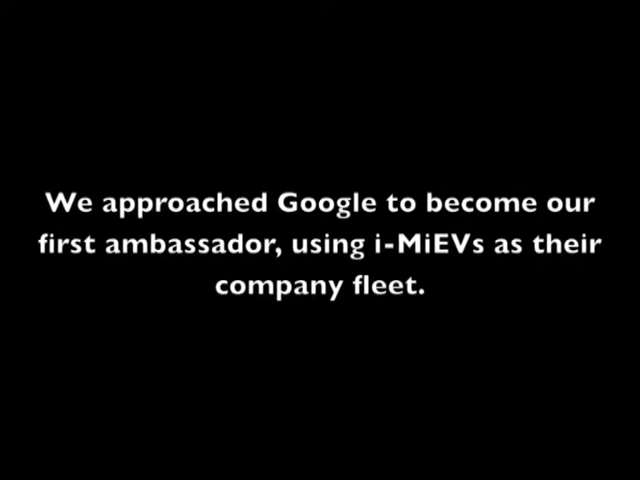 We approached Google to become our
first ambassador, using i-MiEVs as their
company fleet.